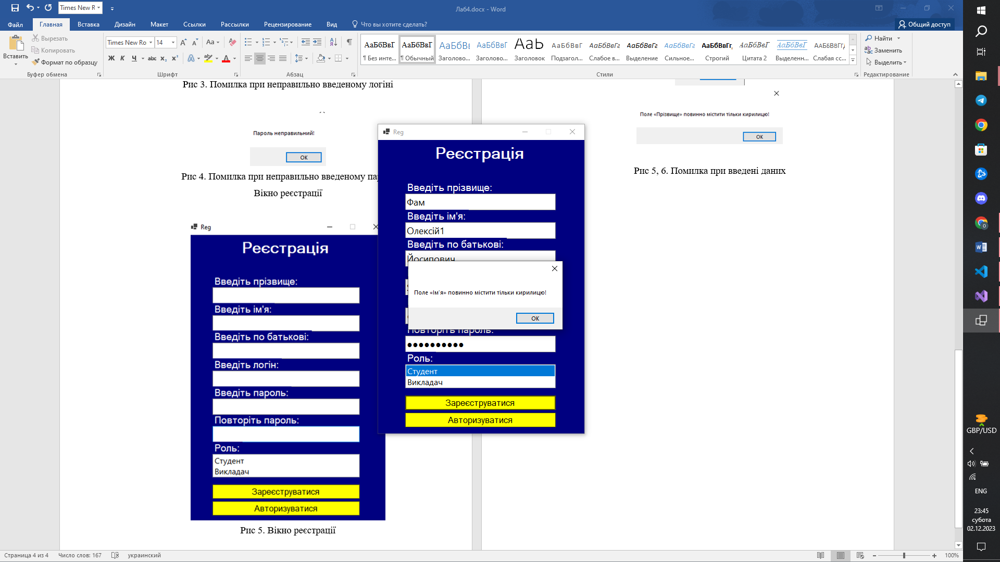 Times New R
Лаб4.docx - Word
Файл
Главная
Вставка
Дизайн
Макет
Ссылки
Рассылки
Рецензирование
Вид
Что вы хотите сделать?
Общий доступ
Вставить
Вырезать
Копировать
Формат по образцу
Буфер обмена
Times New Ro
14
Aa
Ж К Ч abc x₂ x²
Шрифт
Абзац
АаБбВвГ
¶ Без инте...
АаБбВвГ
¶ Обычный
АаБбВ
Заголово...
АаБбВвГ
Заголово...
Аab
Заголовок
АаБбВвГ
Подзагол...
АаБбВвГг
Слабое в...
АаБбВвГг
Выделение
АаБбВвГг
Сильное...
АаБбВвГг,
Строгий
АаБбВвГ
Цитата 2
АаБбВвГг
Выделенн...
ААББВВГГД
Слабая сс...
Стили
Найти
Заменить
Выделить
Редактирование
Рис 3. Помилка при неправильно введеному логіні
Пароль неправильний!
OK
Рис 4. Помилка при неправильно введеному
Вікно реєстрації
Reg
Реєстрація
Введіть прізвище:
Введіть ім'я:
Введіть по батькові:
Введіть логін:
Введіть пароль:
Повторіть пароль:
Роль:
Студент
Викладач
Зареєструватися
Авторизуватися
Рис 5. Вікно реєстрації
Reg
Реєстрація
Введіть прізвище:
Фам
Введіть ім'я:
Олексій1
Введіть по батькові:
Йосипович
Поле «Ім'я» повинно містити тільки кирилицю!
OK
Повторіть пароль:
Роль:
Студент
Викладач
Зареєструватися
Авторизуватися
Поле «Прізвище» повинно містити тільки кирилицю!
OK
Рис 5, 6. Помилка при введені даних
GBP/USD
ENG
23:45
суббота
02.12.2023
Страница 4 из 4
Число слов: 167
украинский
100%